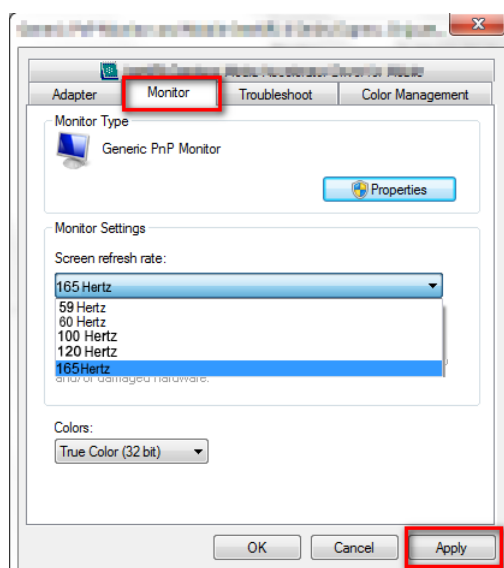 Adapter
Monitor
Troubleshoot
Color Management
Monitor Type
Generic PnP Monitor
Properties
Monitor Settings
Screen refresh rate:
165 Hertz
59 Hertz
60 Hertz
100 Hertz
120 Hertz
165Hertz
and/or damaged hardware.
Colors:
True Color (32 bit)
OK
Cancel
Apply